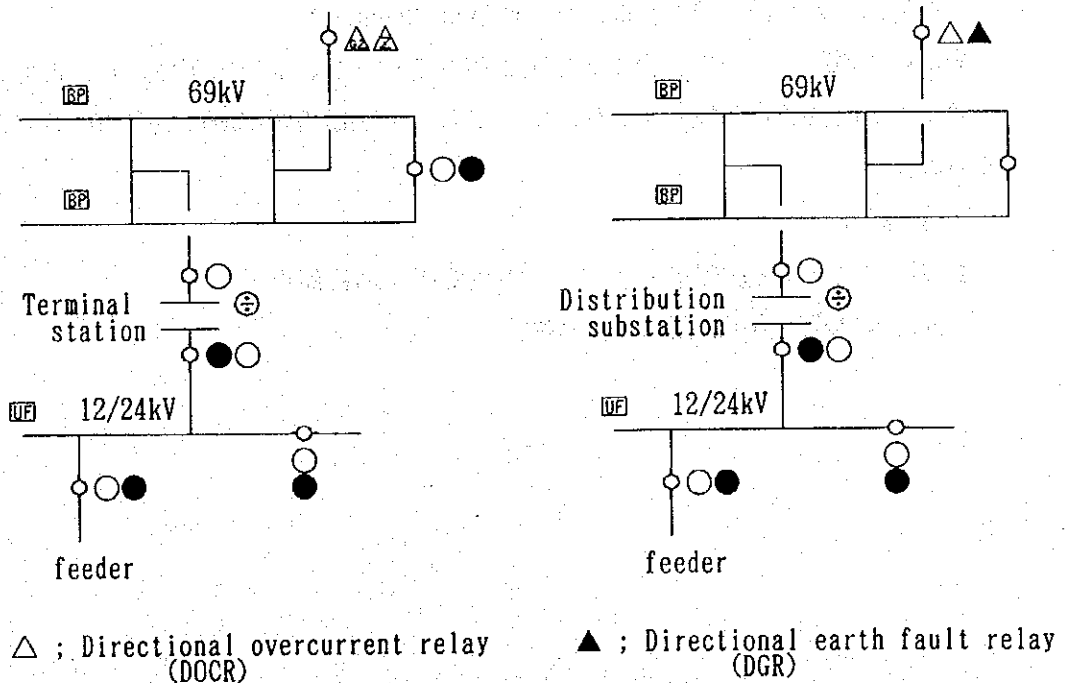 BP 69kV
BP
Terminal
station
UF 12/24kV
feeder
BP 69kV
BP
Distribution
substation
UF 12/24kV
feeder
△ ; Directional overcurrent relay
(DOCR)
▲ ; Directional earth fault relay
(DGR)